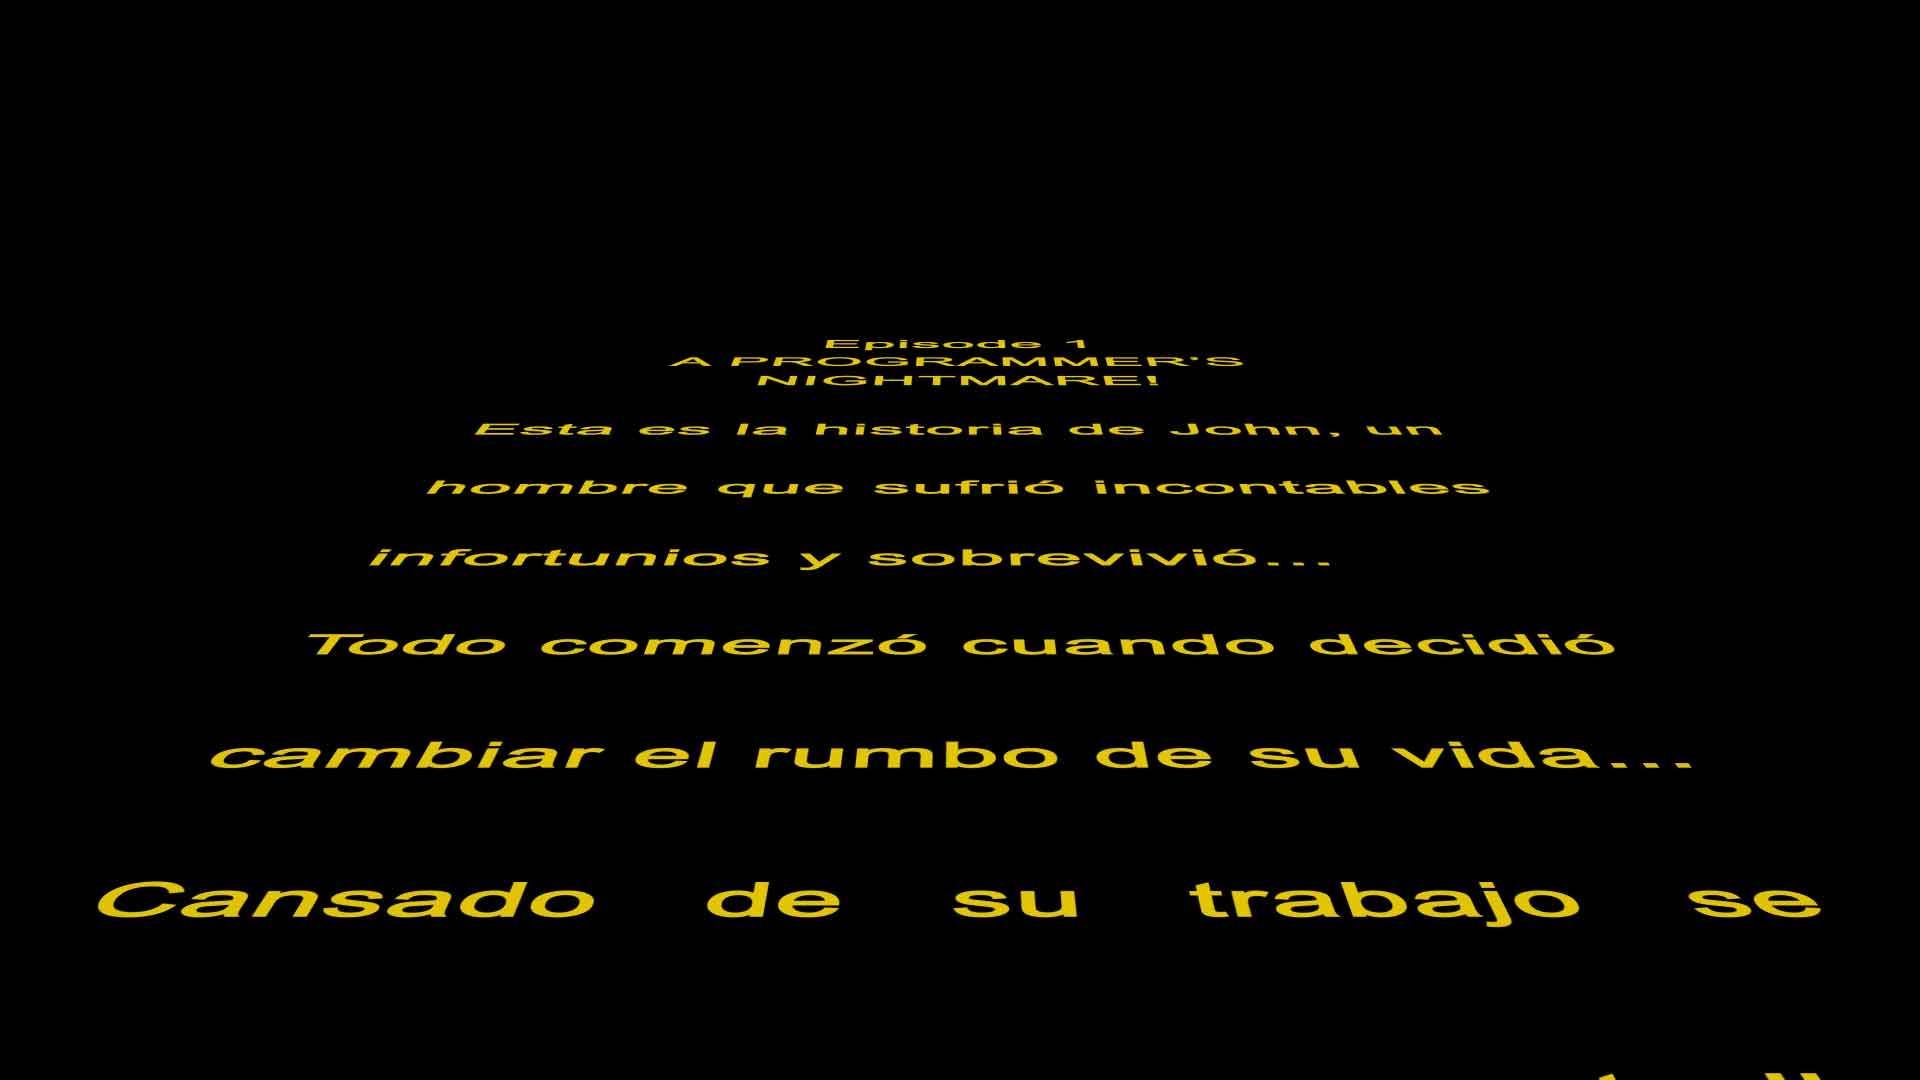 Episode 1
A PROGRAMMER'S
NIGHTMARE!
Esta es la historia de John, un
hombre que sufrió incontables
infortunios y sobrevivió...
Todo comenzó cuando decidió
cambiar el rumbo de su vida...
Cansado de su trabajo se